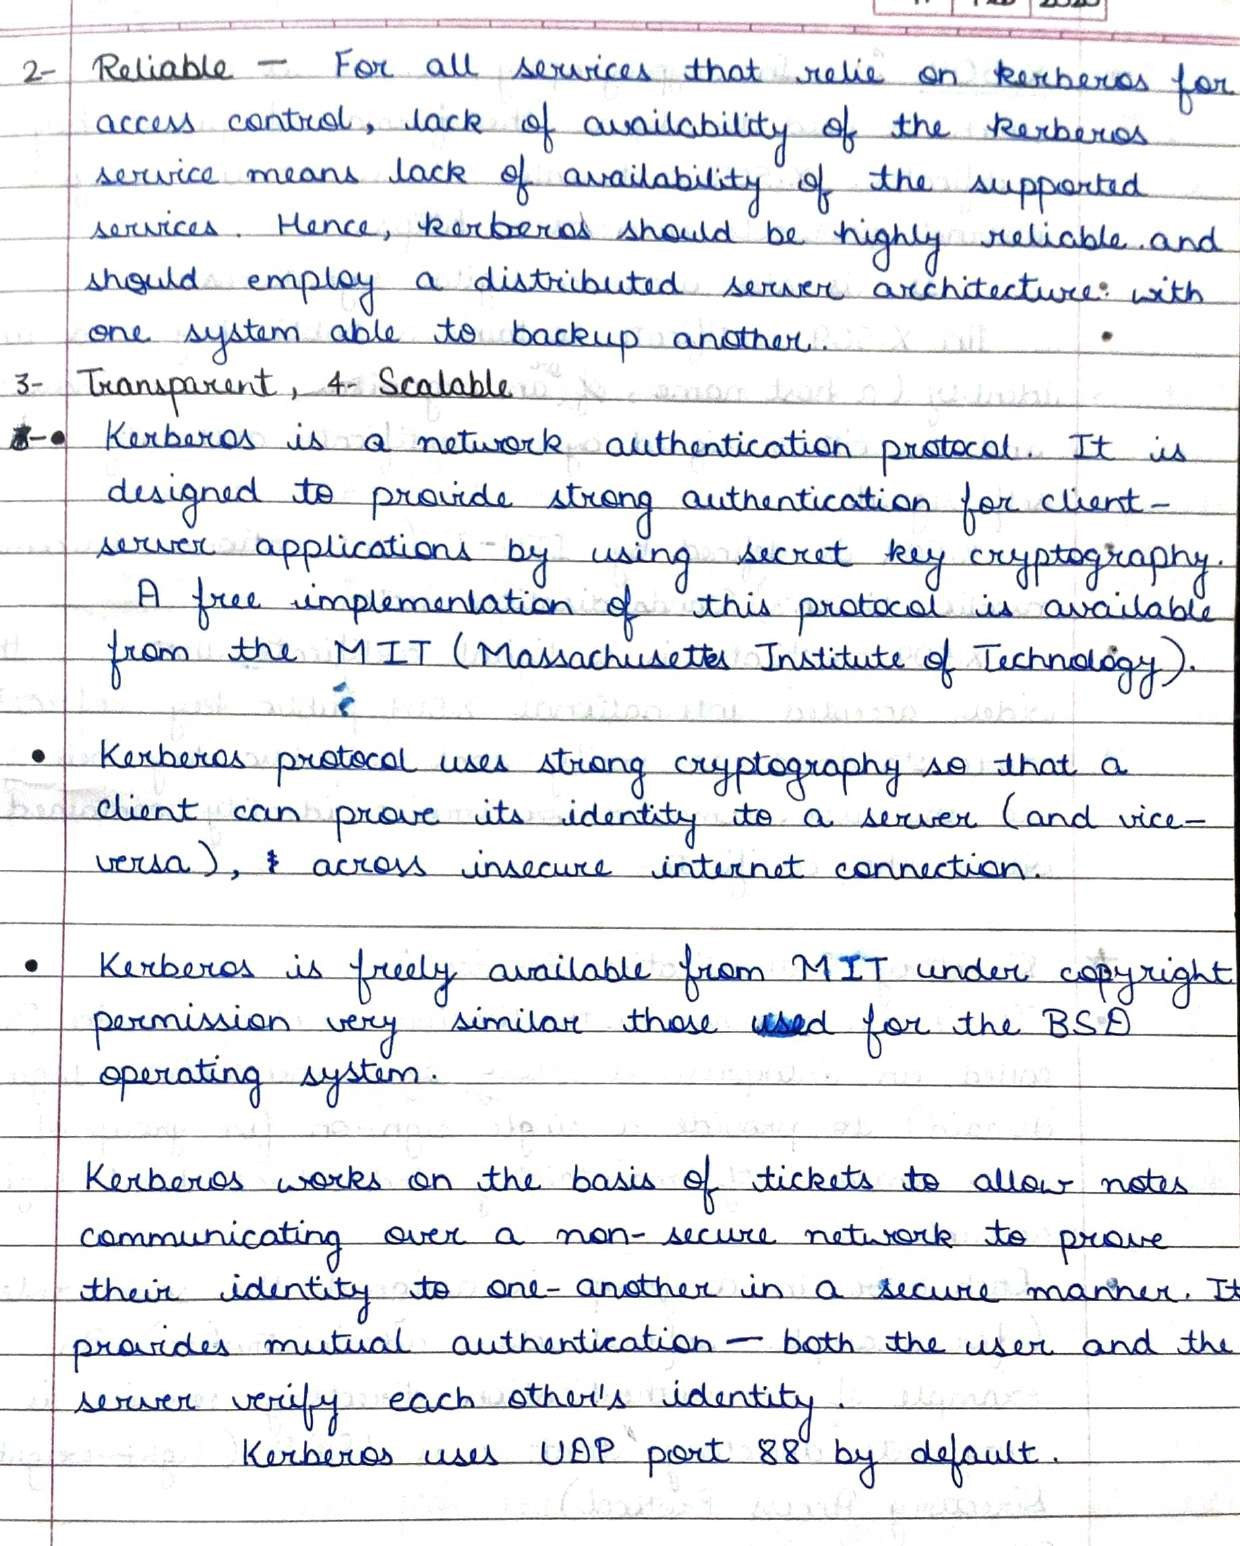 2- Reliable — For all services that relie on kerberos for
access control, lack of availability of the kerberos
service means lack of availability of the supported
services. Hence, kerberos should be highly reliable and
should employ a distributed server architecture: with
one system able to backup another.
3- Transparent, 4- Scalable
• Kerberos is a network authentication protocol. It is
designed to provide strong authentication for client-
server applications by using secret key cryptography.
A free implementation of this protocol is available
from the MIT (Massachusetts Institute of Technology).
• Kerberos protocol uses strong cryptography so that a
client can prove its identity to a server (and vice-
versa), across insecure internet connection.
• Kerberos is freely available from MIT under copyright
permission very similar those used for the BSD
operating system.
Kerberos works on the basis of tickets to allow notes
communicating over a non-secure network to prove
their identity to one-another in a secure manner. It
provides mutual authentication — both the user and the
server verify each other's identity.
Kerberos uses UDP port 88 by default.